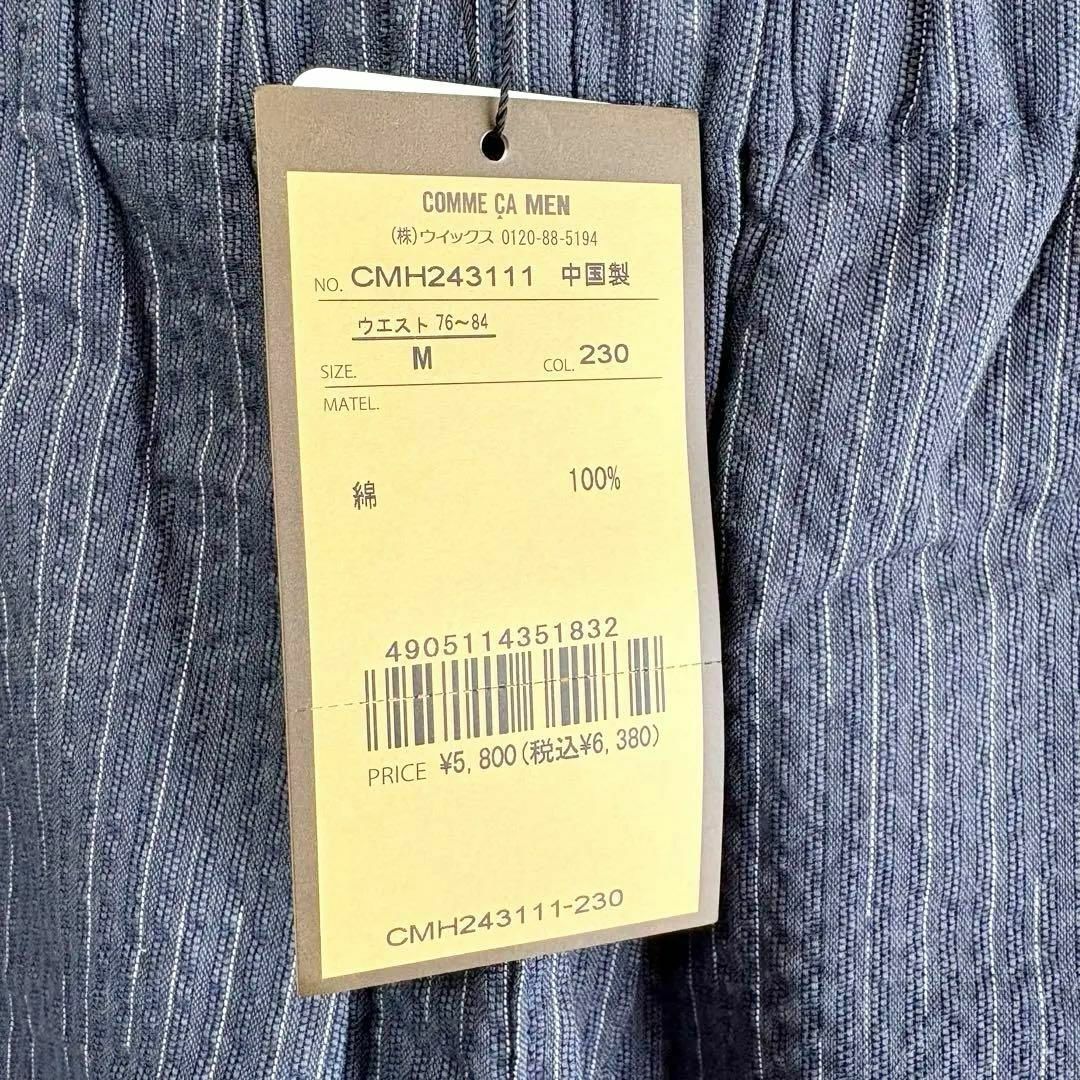 COMME ÇA MEN
(株)ウイックス 0120-88-5194
NO. CMH243111 中国製
ウエスト 76~84
SIZE. M COL. 230
MATEL.
綿 100%
4905114351832
PRICE ¥5,800(税込¥6,380)
CMH243111-230